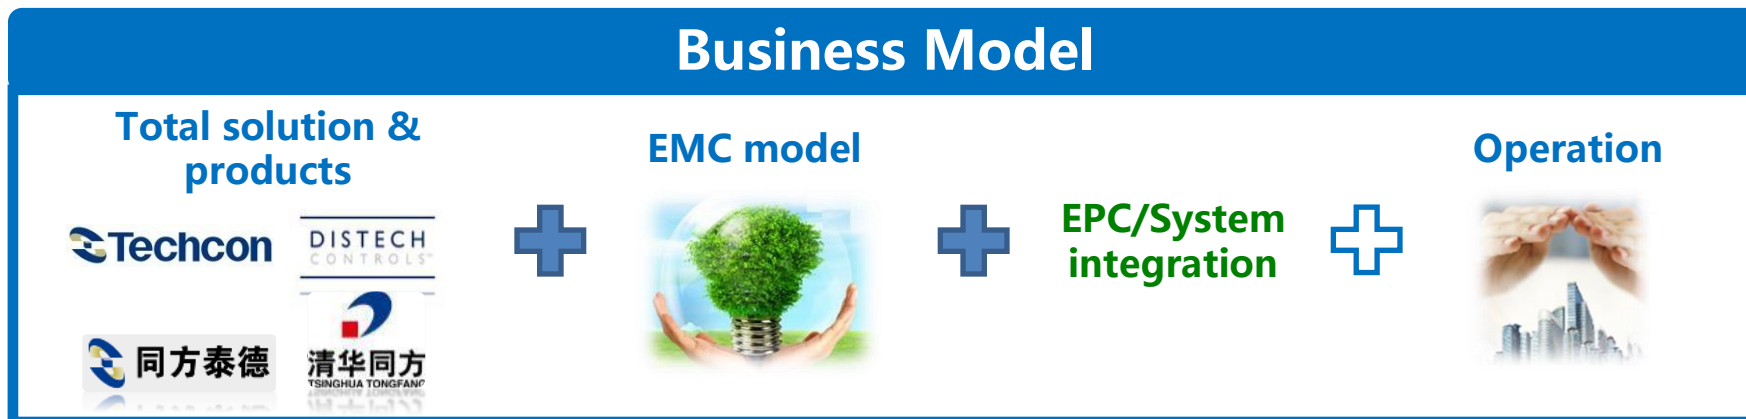 Business Model
Total solution &
products
Techcon
DISTECH
CONTROLS™
同方泰德
清华同方
TSINGHUA TONGFANG
EMC model
EPC/System
integration
Operation